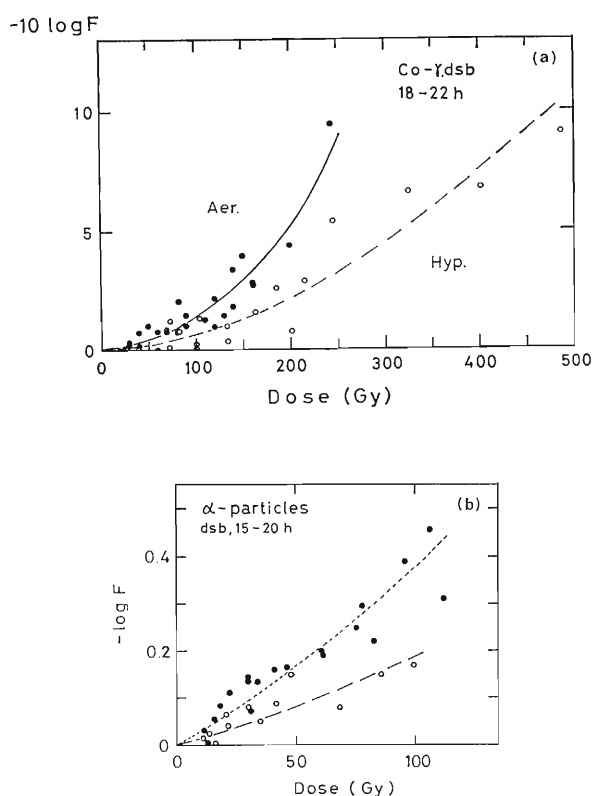 -10 logF
(a)
Co-γ,dsb
18-22 h
10
Aer.
5
Hyp.
0
0 100 200 300 400 500
Dose (Gy)
α-particles
(b)
dsb, 15-20 h
0.4
-log F
0.2
0
0 50 100
Dose (Gy)